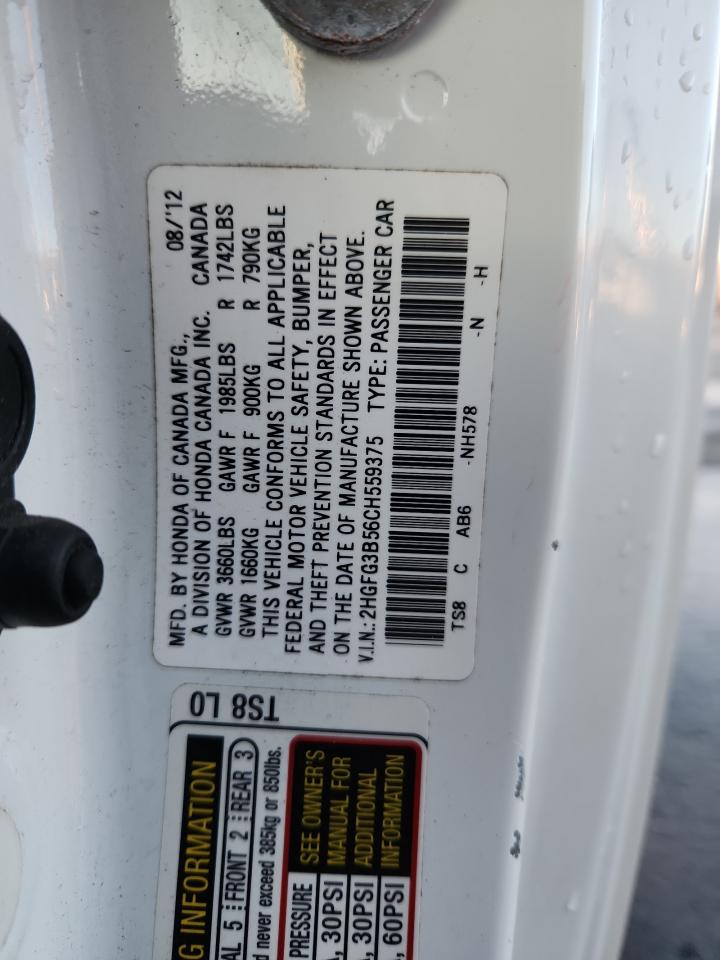 MFD. BY HONDA OF CANADA MFG., 08/'12
A DIVISION OF HONDA CANADA INC. CANADA
GVWR 3660LBS GAWR F 1985LBS R 1742LBS
GVWR 1660KG GAWR F 900KG R 790KG
THIS VEHICLE CONFORMS TO ALL APPLICABLE
FEDERAL MOTOR VEHICLE SAFETY, BUMPER,
AND THEFT PREVENTION STANDARDS IN EFFECT
ON THE DATE OF MANUFACTURE SHOWN ABOVE.
V.I.N.: 2HGFG3B56CH559375 TYPE: PASSENGER CAR
TS8 C AB6 -NH578 -N -H
TS8 L0
G INFORMATION
AL 5 FRONT 2 REAR 3
d never exceed 385kg or 850lbs.
PRESSURE SEE OWNER'S
, 30PSI MANUAL FOR
, 30PSI ADDITIONAL
, 60PSI INFORMATION